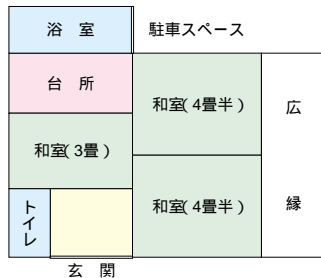 浴 室
駐車スペース
台 所
和室(4畳半)
広
縁
和室(3畳)
和室(4畳半)
トイレ
玄 関